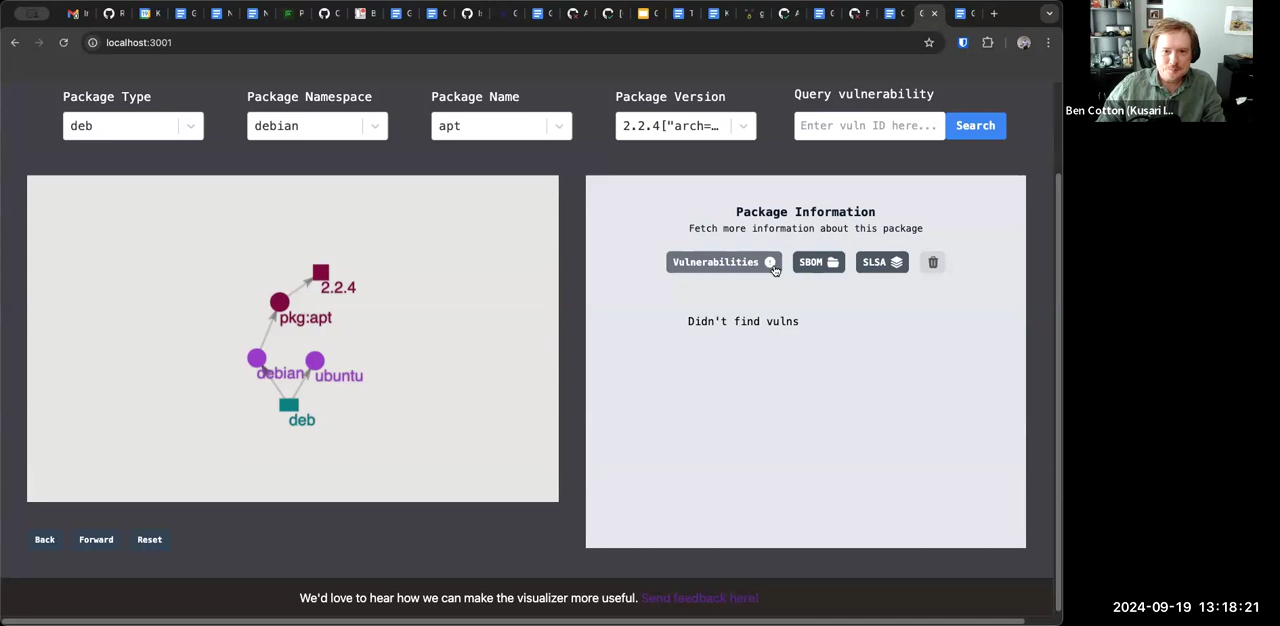 localhost:3001
Package Type
Package Namespace
Package Name
Package Version
Query vulnerability
deb
debian
apt
2.2.4["arch=…
Enter vuln ID here...
Search
Ben Cotton (Kusari I...
Package Information
Fetch more information about this package
Vulnerabilities
SBOM
SLSA
Didn't find vulns
2.2.4
pkg:apt
debian
ubuntu
deb
Back
Forward
Reset
We'd love to hear how we can make the visualizer more useful. Send feedback here!
2024-09-19 13:18:21